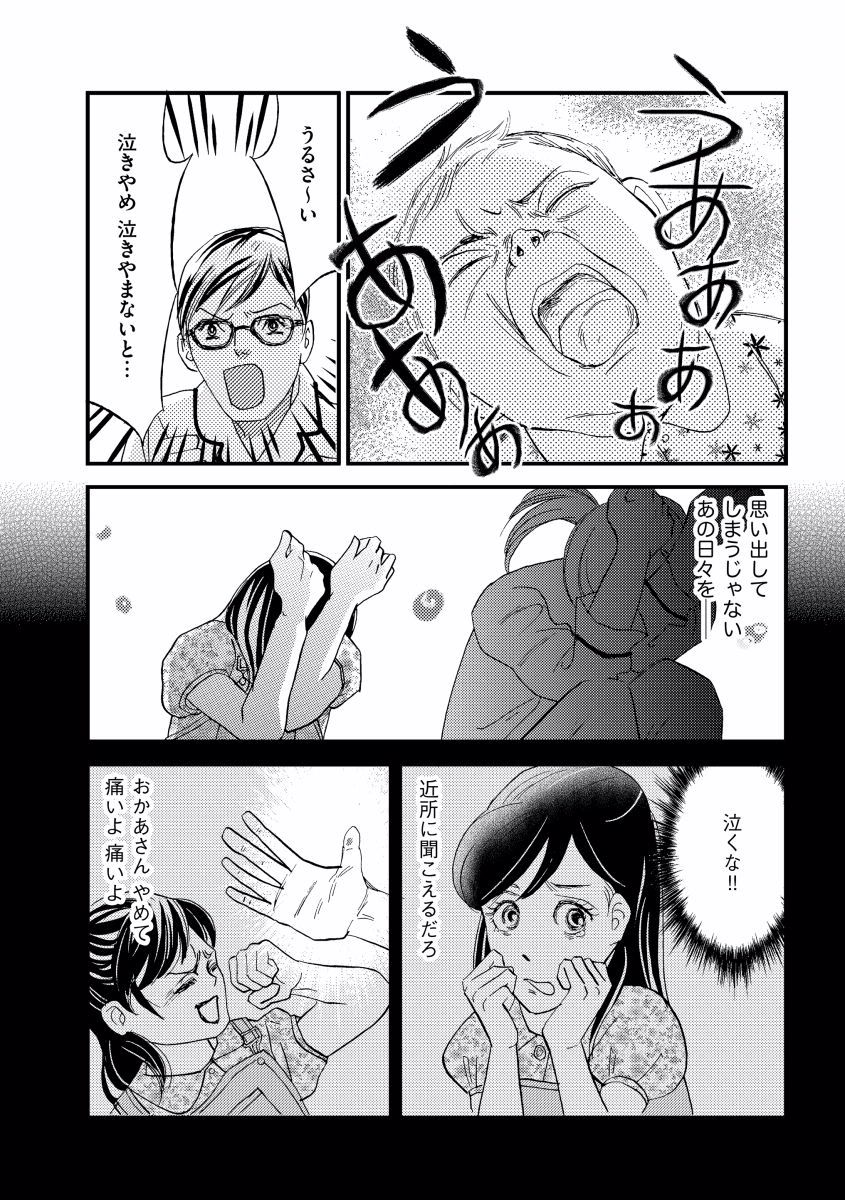 うああああ
うああああ
うるさ〜い
泣きやめ 泣きやまないと…
思い出して
しまうじゃない
あの日々を
泣くな!!
近所に聞こえるだろ
おかあさん やめて
痛いよ 痛いよ